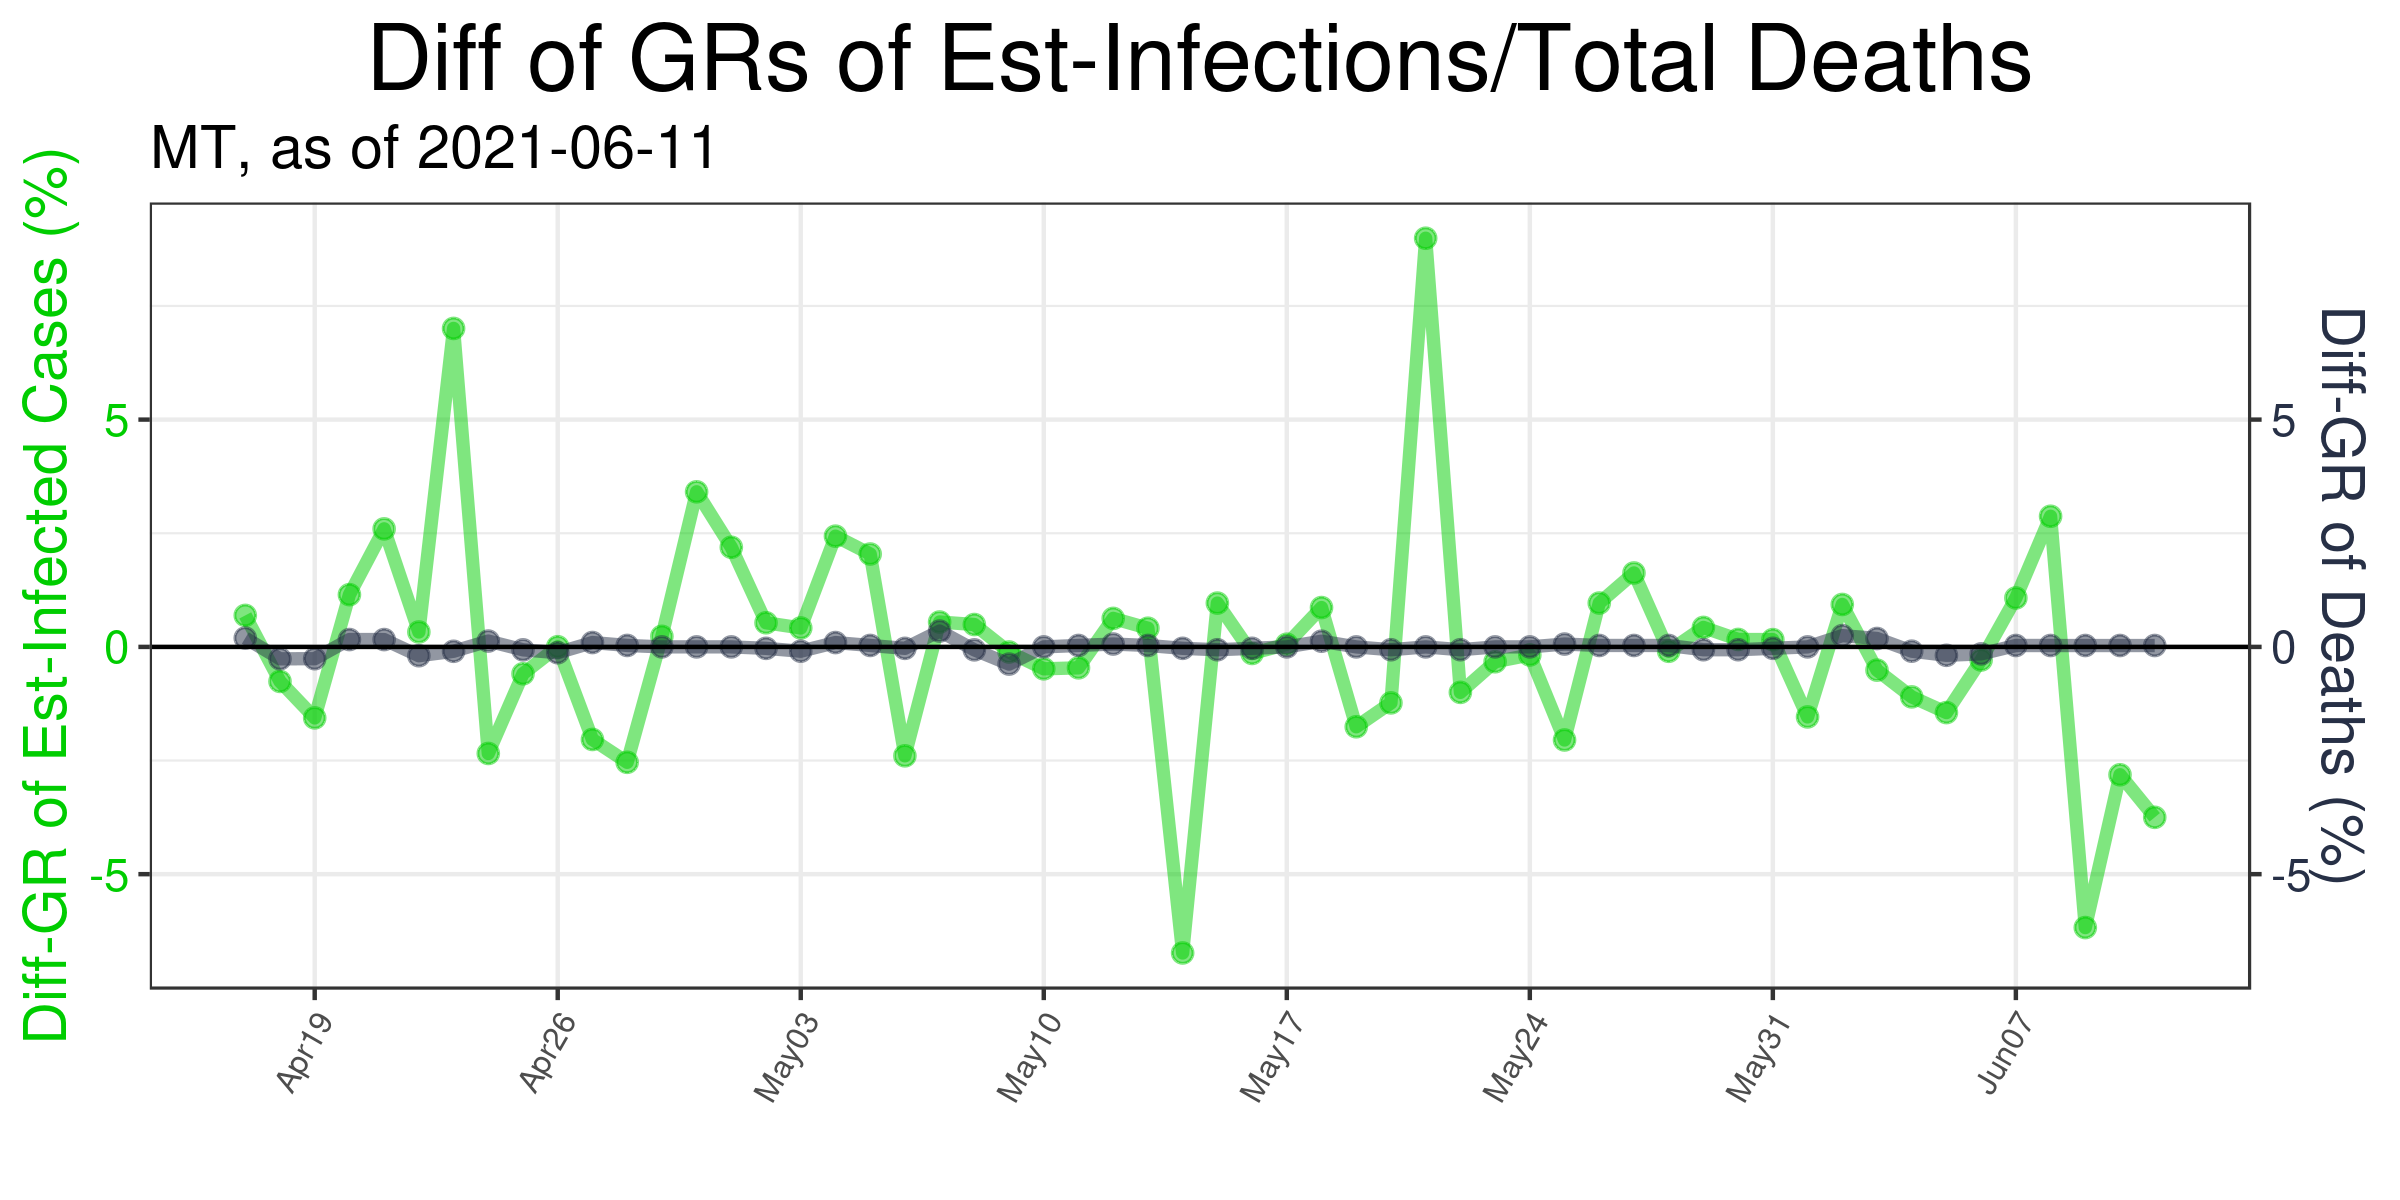 Diff of GRs of Est-Infections/Total Deaths
MT, as of 2021-06-11
Diff-GR of Est-Infected Cases (%)
5
0
-5
5
0
-5
Diff-GR of Deaths (%)
Apr19
Apr26
May03
May10
May17
May24
May31
Jun07